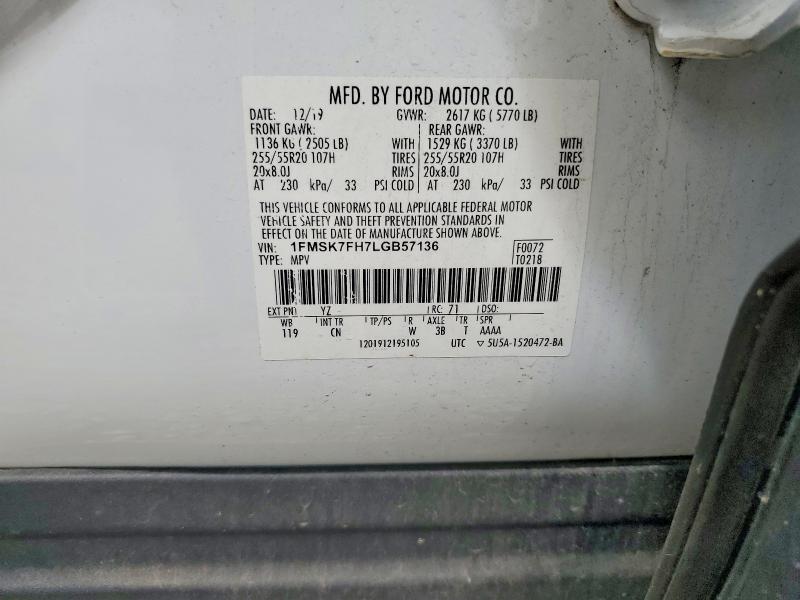 MFD. BY FORD MOTOR CO.
DATE: 12/19 GVWR: 2617 KG ( 5770 LB)
FRONT GAWR: REAR GAWR:
1136 KG ( 2505 LB) WITH 1529 KG ( 3370 LB) WITH
255/55R20 107H TIRES 255/55R20 107H TIRES
20x8.0J RIMS 20x8.0J RIMS
AT 230 kPa/ 33 PSI COLD AT 230 kPa/ 33 PSI COLD
THIS VEHICLE CONFORMS TO ALL APPLICABLE FEDERAL MOTOR
VEHICLE SAFETY AND THEFT PREVENTION STANDARDS IN
EFFECT ON THE DATE OF MANUFACTURE SHOWN ABOVE.
VIN: 1FMSK7FH7LGB57136 F0072
TYPE: MPV T0218
EXT PNT YZ RC: 71 DSO:
WB INT TR TP/PS R AXLE TR SPR
119 CN W 3B T AAAA
1201912195105 UTC ▽ 5U5A-1520472-BA